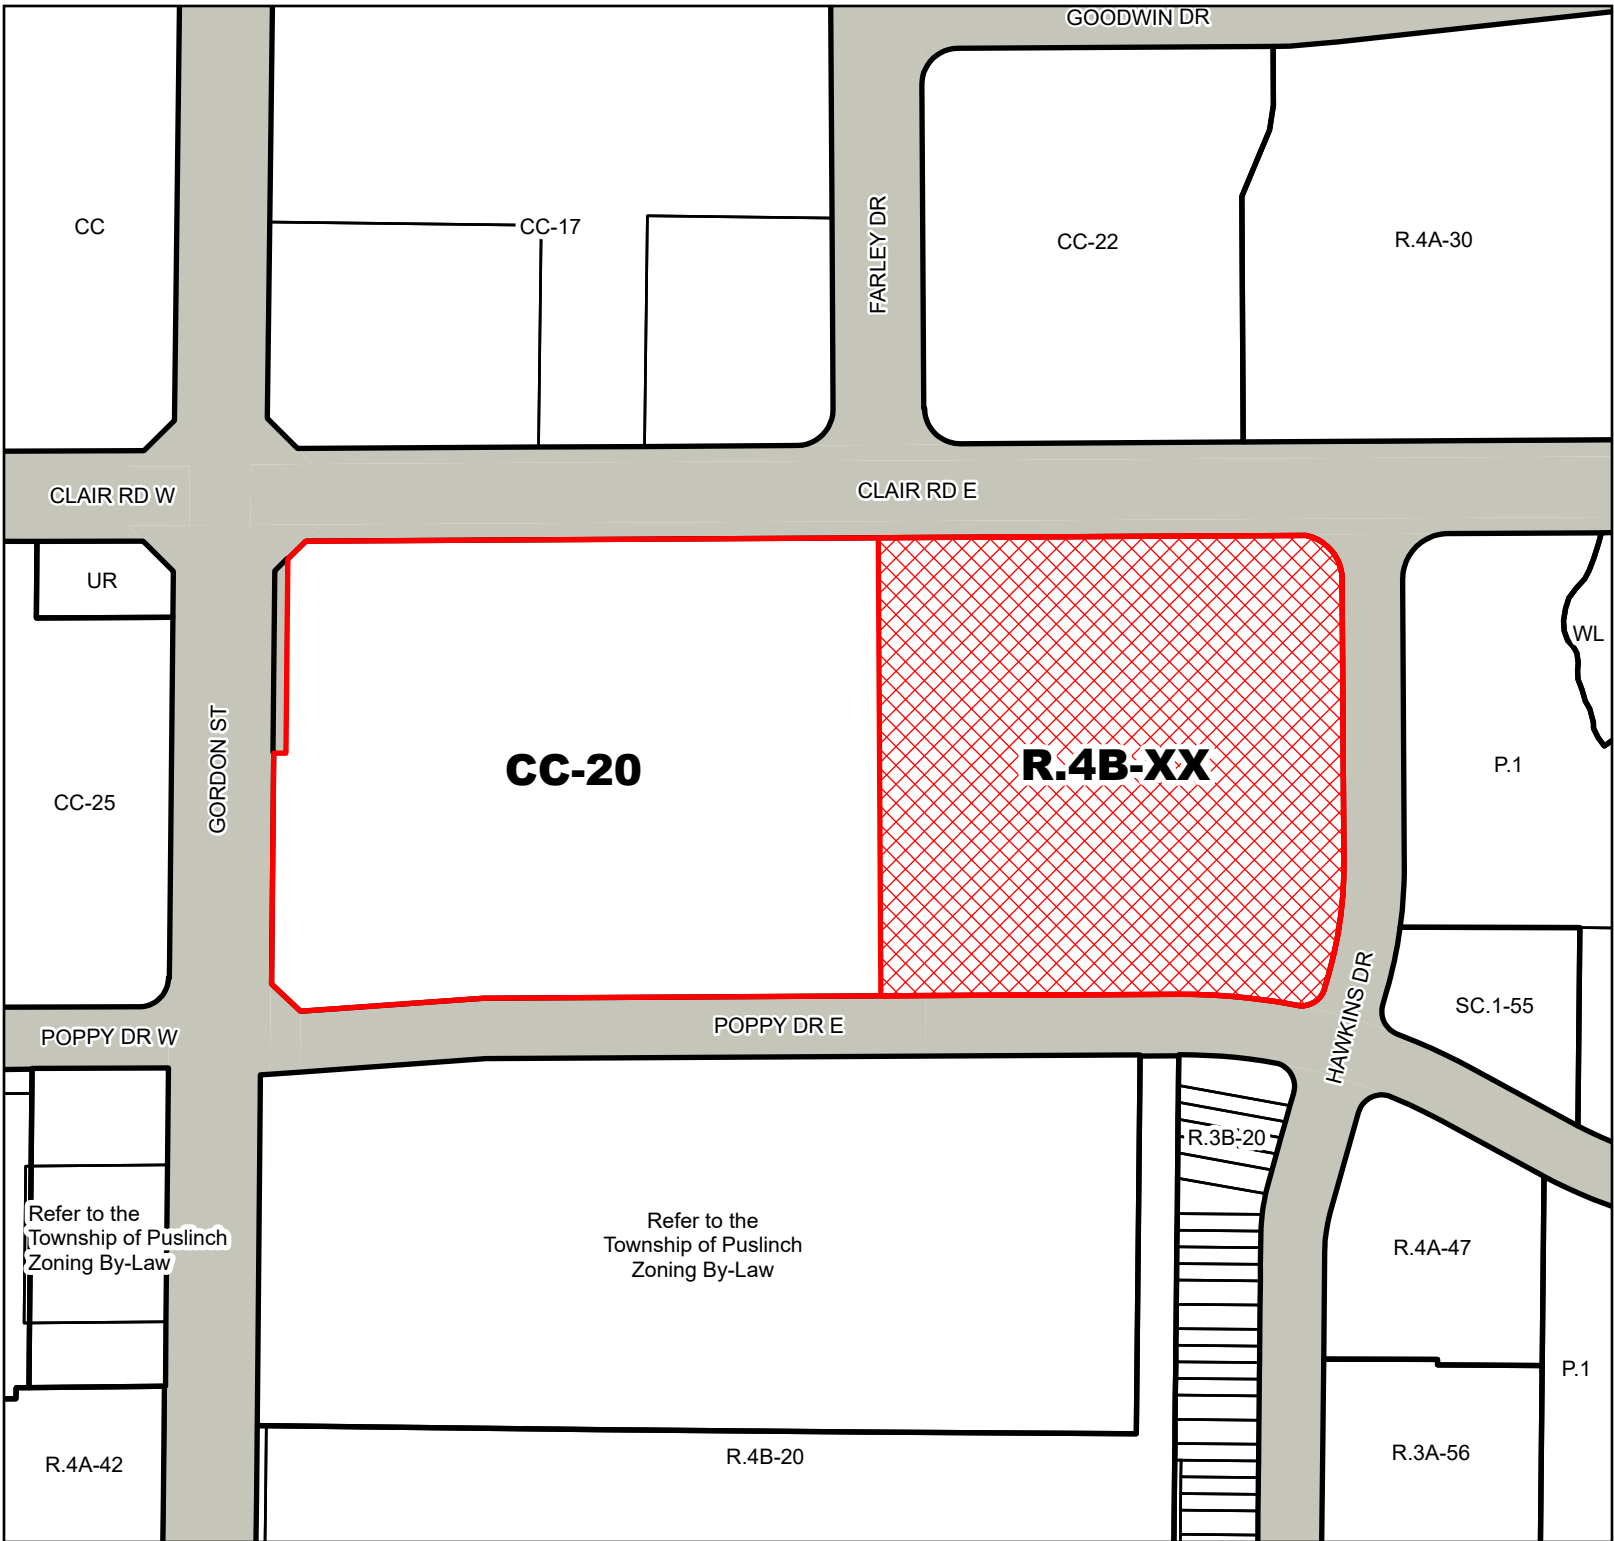 GOODWIN DR
CC
CC-17
FARLEY DR
CC-22
R.4A-30
CLAIR RD W
CLAIR RD E
UR
WL
GORDON ST
CC-20
R.4B-XX
P.1
CC-25
HAWKINS DR
SC.1-55
POPPY DR W
POPPY DR E
R.3B-20
Refer to the
Township of Puslinch
Zoning By-Law
Refer to the
Township of Puslinch
Zoning By-Law
R.4A-47
P.1
R.4A-42
R.4B-20
R.3A-56